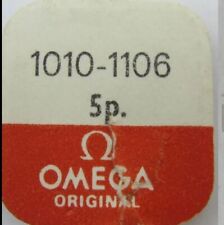 1010-1106
5p.
Ω
OMEGA
ORIGINAL